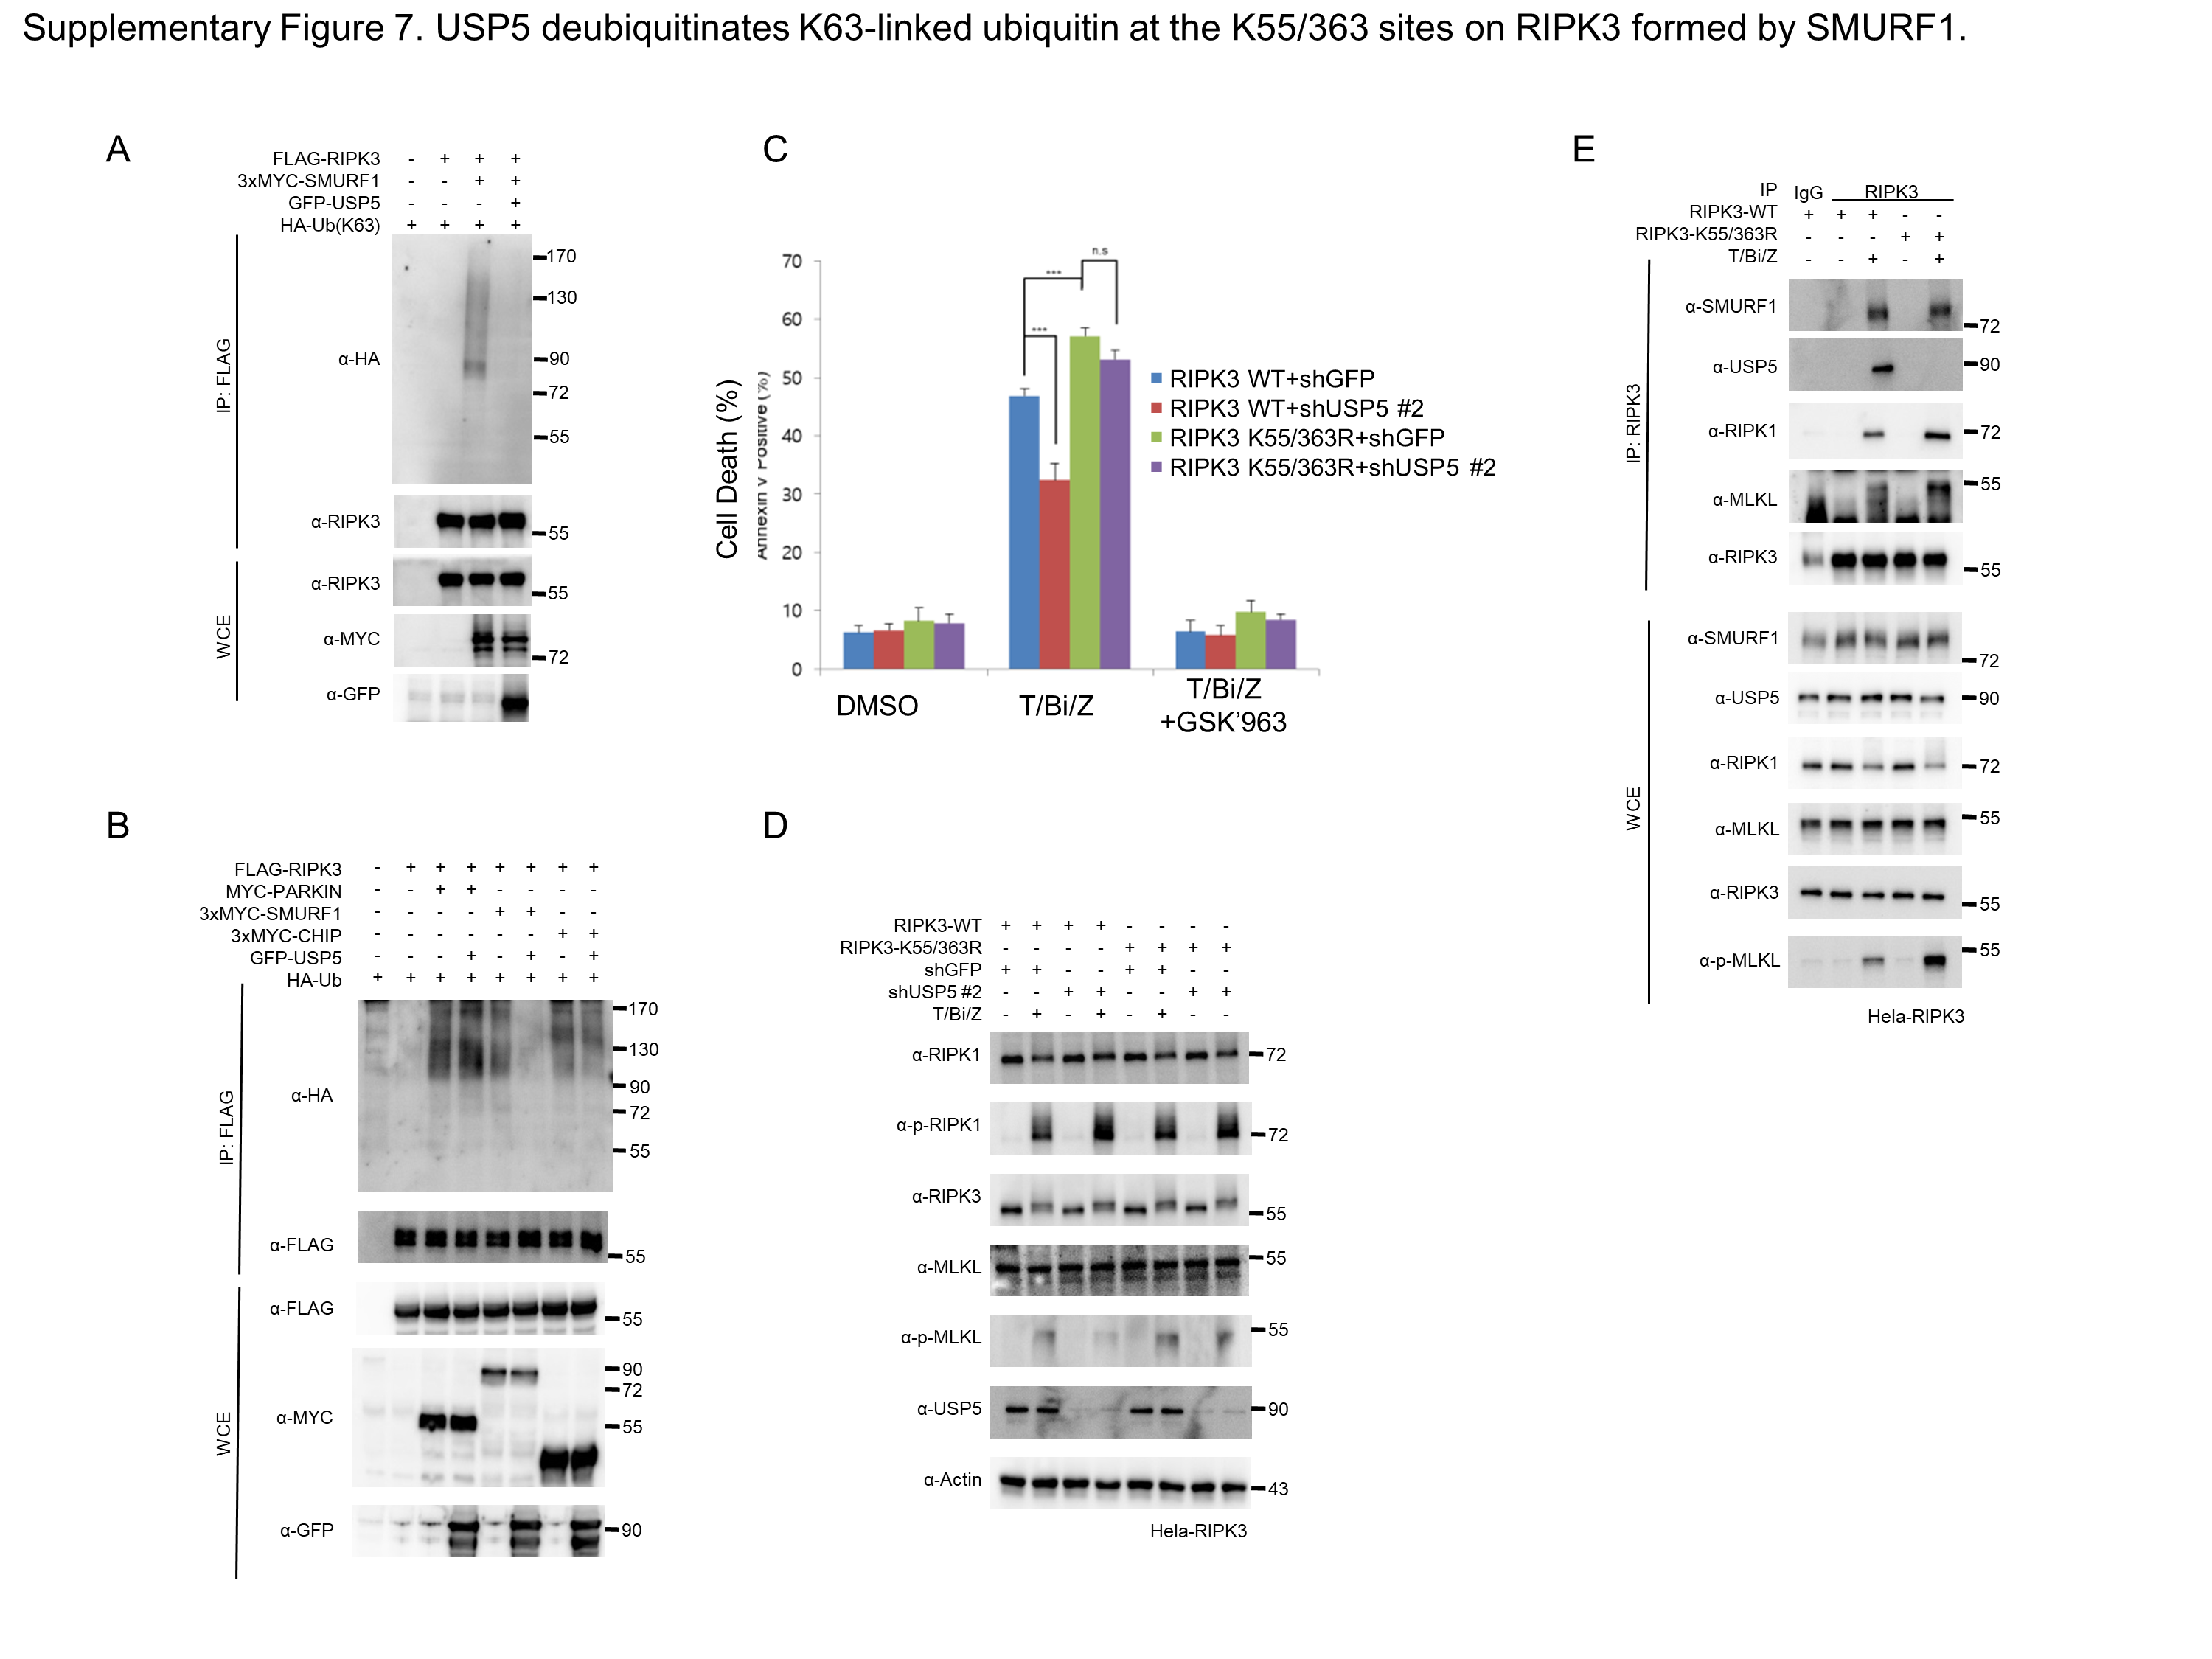 Supplementary Figure 7. USP5 deubiquitinates K63-linked ubiquitin at the K55/363 sites on RIPK3 formed by SMURF1.
A
FLAG-RIPK3 - + + +
3xMYC-SMURF1 - - + +
GFP-USP5 - - - +
HA-Ub(K63) + + + +
IP: FLAG
α-HA
170
130
90
72
55
α-RIPK3
55
WCE
α-RIPK3
55
α-MYC
72
α-GFP
B
FLAG-RIPK3 - + + + + + + +
MYC-PARKIN - - + + - - - -
3xMYC-SMURF1 - - - - + + - -
3xMYC-CHIP - - - - - - + +
GFP-USP5 - - - + - + - +
HA-Ub + + + + + + + +
IP: FLAG
α-HA
170
130
90
72
55
α-FLAG
55
WCE
α-FLAG
55
α-MYC
90
72
55
α-GFP
90
C
Cell Death (%)
Annexin V Positive (%)
70
60
50
40
30
20
10
0
***
***
n.s
RIPK3 WT+shGFP
RIPK3 WT+shUSP5 #2
RIPK3 K55/363R+shGFP
RIPK3 K55/363R+shUSP5 #2
DMSO
T/Bi/Z
T/Bi/Z
+GSK'963
D
RIPK3-WT + + + + - - - -
RIPK3-K55/363R - - - - + + + +
shGFP + + - - + + - -
shUSP5 #2 - - + + - - + +
T/Bi/Z - + - + - + - -
α-RIPK1
72
α-p-RIPK1
72
α-RIPK3
55
α-MLKL
55
α-p-MLKL
55
α-USP5
90
α-Actin
43
Hela-RIPK3
E
IP IgG RIPK3
RIPK3-WT + + + - -
RIPK3-K55/363R - - - + +
T/Bi/Z - - + - +
IP: RIPK3
α-SMURF1
72
α-USP5
90
α-RIPK1
72
α-MLKL
55
α-RIPK3
55
WCE
α-SMURF1
72
α-USP5
90
α-RIPK1
72
α-MLKL
55
α-RIPK3
55
α-p-MLKL
55
Hela-RIPK3